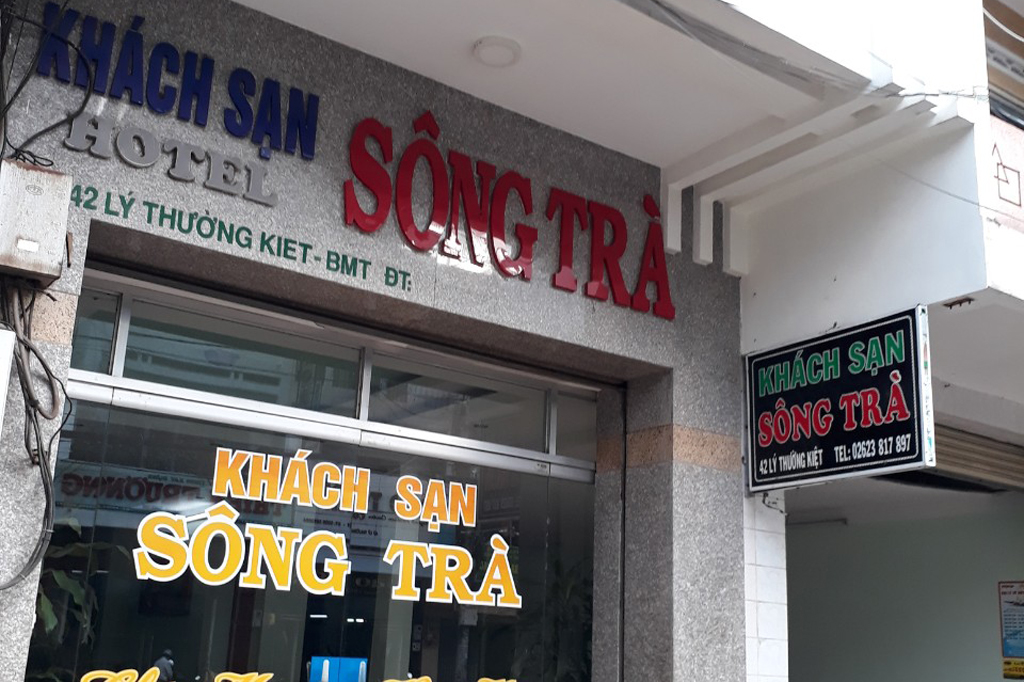 KHÁCH SẠN
HOTEL
SÔNG TRÀ
42 LÝ THƯỜNG KIET - BMT ĐT:
KHÁCH SẠN
SÔNG TRÀ
42 LÝ THƯỜNG KIỆT TEL: 02623 817 897
KHÁCH SẠN
SÔNG TRÀ